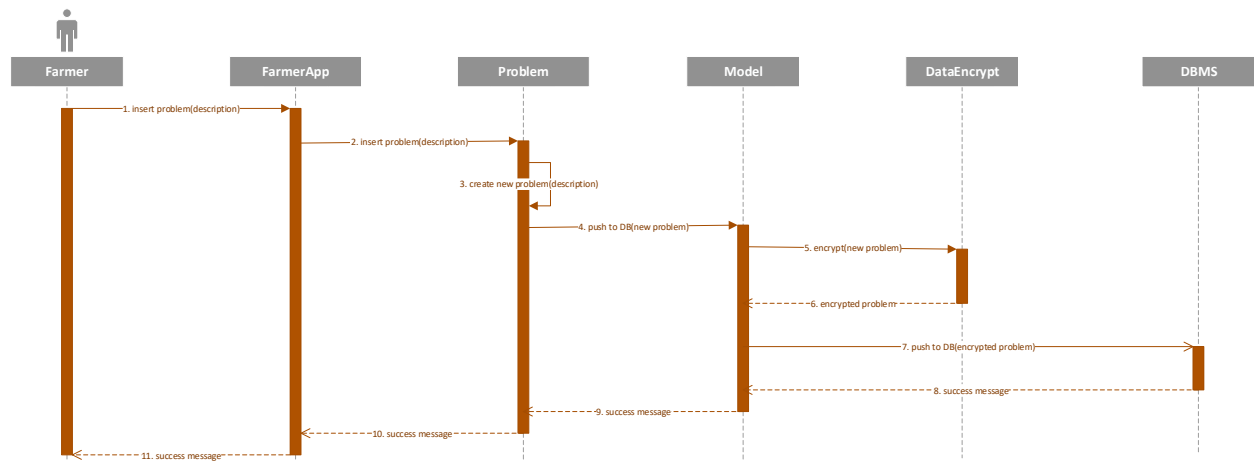 Farmer
FarmerApp
Problem
Model
DataEncrypt
DBMS
1. insert problem(description)
2. insert problem(description)
3. create new problem(description)
4. push to DB(new problem)
5. encrypt(new problem)
6. encrypted problem
7. push to DB(encrypted problem)
8. success message
9. success message
10. success message
11. success message